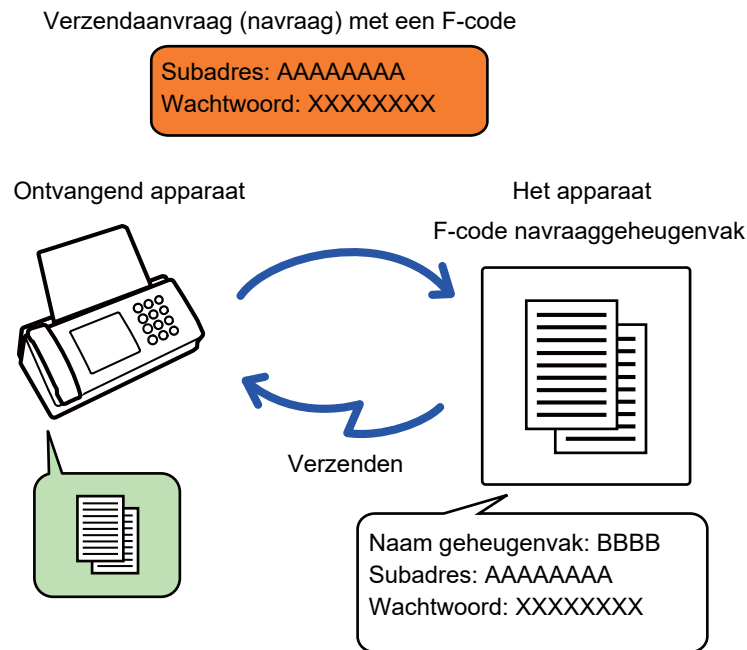 Verzendaanvraag (navraag) met een F-code
Subadres: AAAAAAAA
Wachtwoord: XXXXXXXX
Ontvangend apparaat
Het apparaat
F-code navraaggeheugenvak
Verzenden
Naam geheugenvak: BBBB
Subadres: AAAAAAAA
Wachtwoord: XXXXXXXX